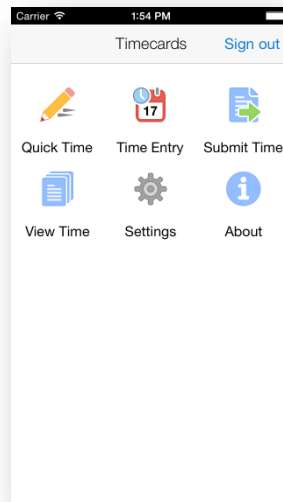 Carrier 1:54 PM
Timecards Sign out
17
Quick Time Time Entry Submit Time
View Time Settings About